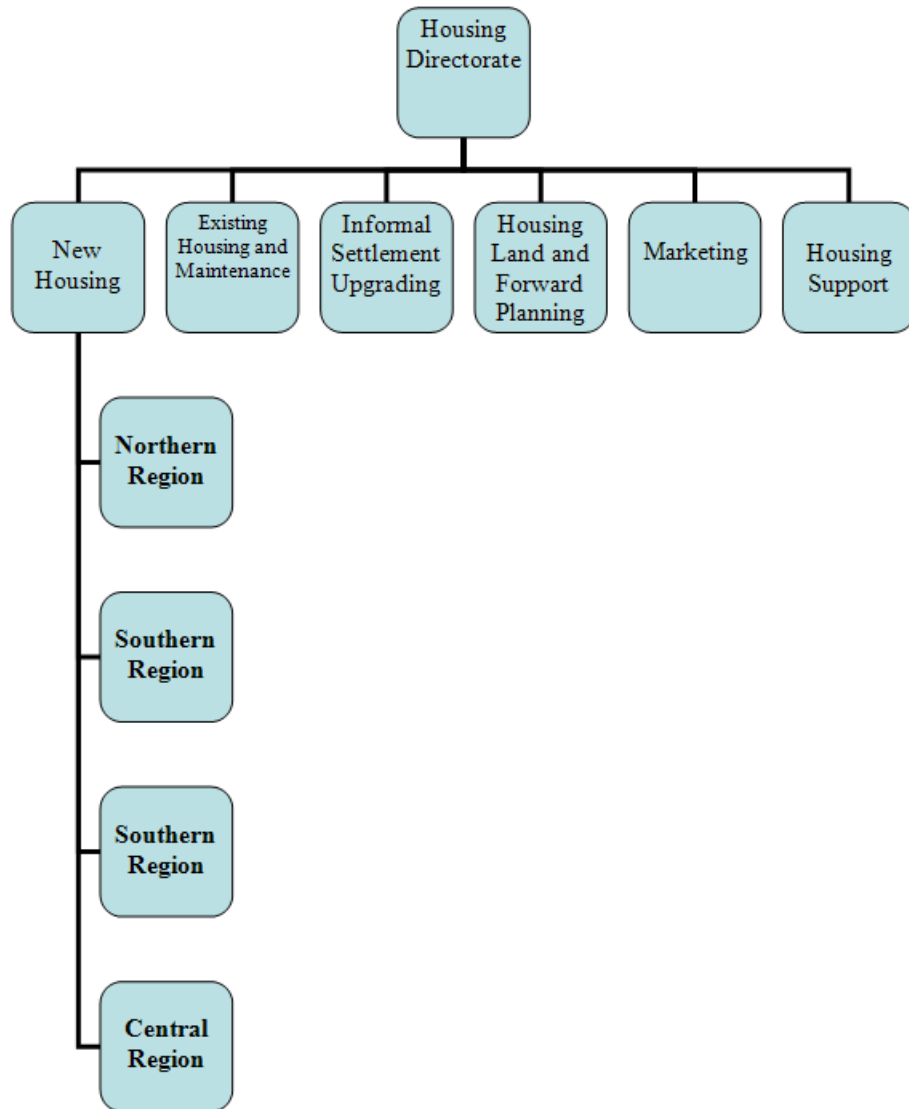 Housing
Directorate
New
Housing
Existing
Housing and
Maintenance
Informal
Settlement
Upgrading
Housing
Land and
Forward
Planning
Marketing
Housing
Support
Northern
Region
Southern
Region
Southern
Region
Central
Region